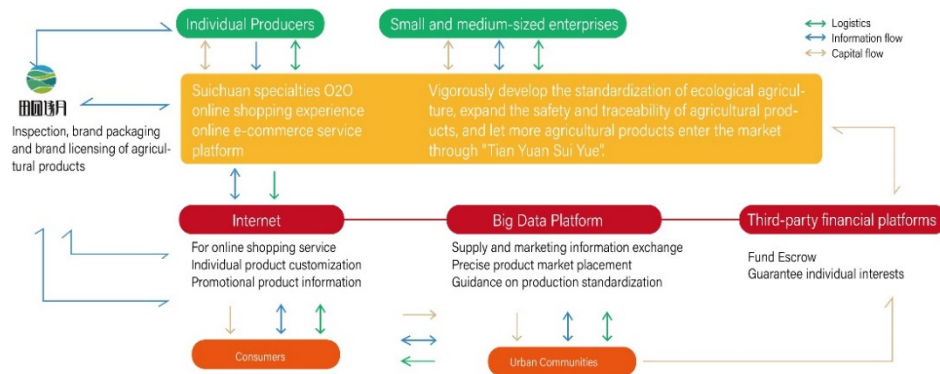 Individual Producers
Small and medium-sized enterprises
Logistics
Information flow
Capital flow
田园遂月
Inspection, brand packaging
and brand licensing of agricul-
tural products
Suichuan specialties O2O
online shopping experience
online e-commerce service
platform
Vigorously develop the standardization of ecological agricult-
ure, expand the safety and traceability of agricultural prod-
ucts, and let more agricultural products enter the market
through "Tian Yuan Sui Yue".
Internet
Big Data Platform
Third-party financial platforms
For online shopping service
Individual product customization
Promotional product information
Supply and marketing information exchange
Precise product market placement
Guidance on production standardization
Fund Escrow
Guarantee individual interests
Consumers
Urban Communities